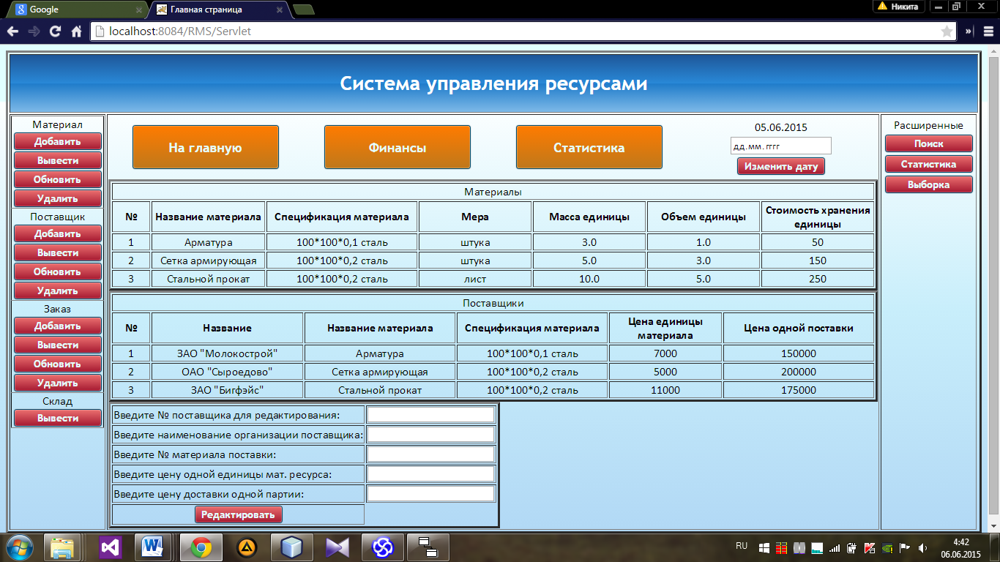 Google
Главная страница
Никита
localhost:8084/RMS/Servlet
Система управления ресурсами
Материал
Добавить
Вывести
Обновить
Удалить
Поставщик
Добавить
Вывести
Обновить
Удалить
Заказ
Добавить
Вывести
Обновить
Удалить
Склад
Вывести
На главную
Финансы
Статистика
05.06.2015
дд.мм.гггг
Изменить дату
Материалы
№ Название материала Спецификация материала Мера Масса единицы Объем единицы Стоимость хранения
единицы
1 Арматура 100*100*0,1 сталь штука 3.0 1.0 50
2 Сетка армирующая 100*100*0,2 сталь штука 5.0 3.0 150
3 Стальной прокат 100*100*0,2 сталь лист 10.0 5.0 250
Поставщики
№ Название Название материала Спецификация материала Цена единицы
материала Цена одной поставки
1 ЗАО "Молокострой" Арматура 100*100*0,1 сталь 7000 150000
2 ОАО "Сыроедово" Сетка армирующая 100*100*0,2 сталь 5000 200000
3 ЗАО "Бигфэйс" Стальной прокат 100*100*0,2 сталь 11000 175000
Введите № поставщика для редактирования:
Введите наименование организации поставщика:
Введите № материала поставки:
Введите цену одной единицы мат. ресурса:
Введите цену доставки одной партии:
Редактировать
Расширенные
Поиск
Статистика
Выборка
RU
4:42
06.06.2015